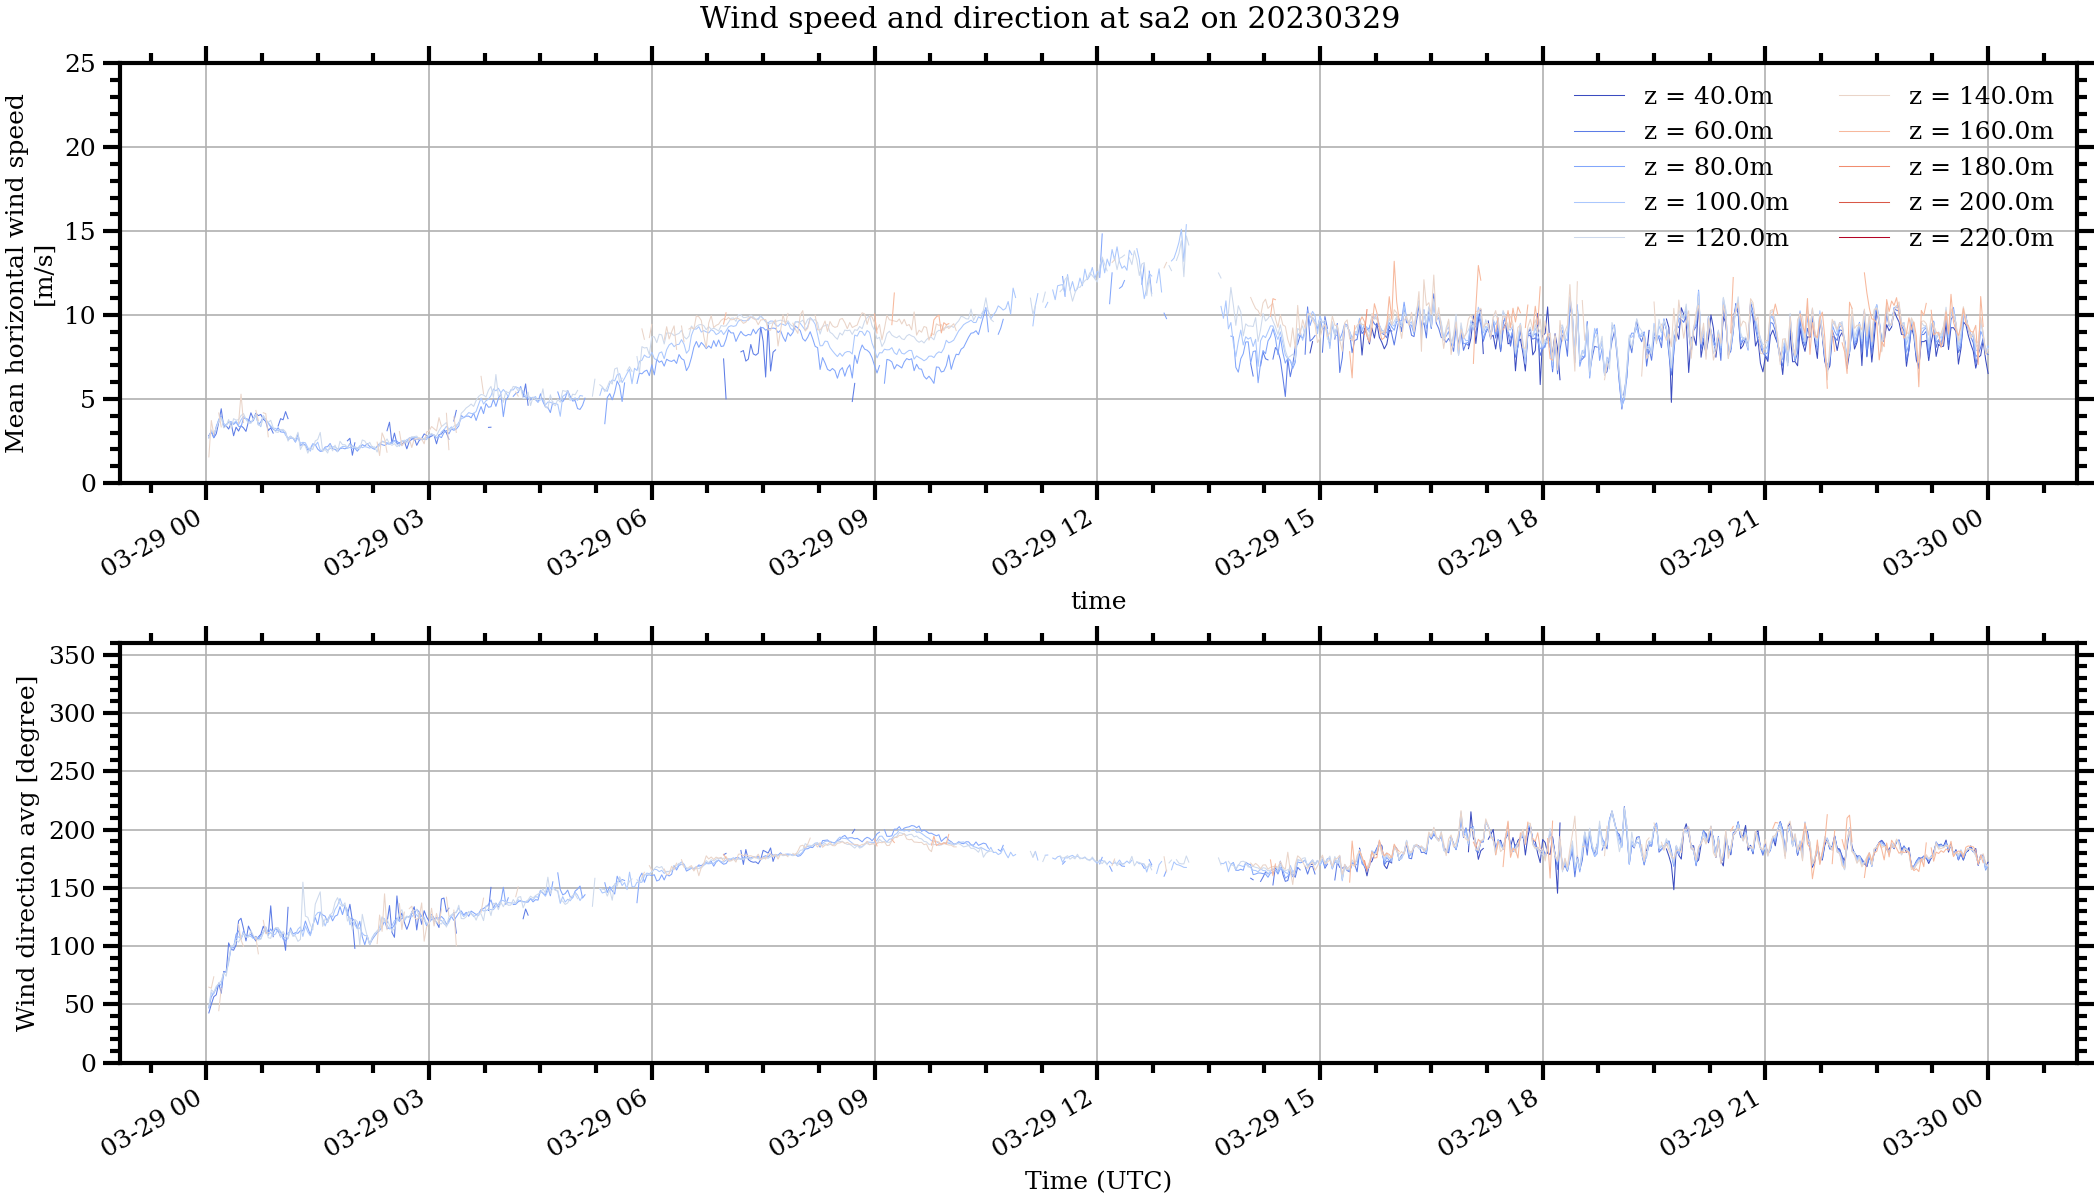 Wind speed and direction at sa2 on 20230329
Mean horizontal wind speed
[m/s]
25
20
15
10
5
0
z = 40.0m
z = 60.0m
z = 80.0m
z = 100.0m
z = 120.0m
z = 140.0m
z = 160.0m
z = 180.0m
z = 200.0m
z = 220.0m
03-29 00
03-29 03
03-29 06
03-29 09
03-29 12
03-29 15
03-29 18
03-29 21
03-30 00
time
Wind direction avg [degree]
350
300
250
200
150
100
50
0
03-29 00
03-29 03
03-29 06
03-29 09
03-29 12
03-29 15
03-29 18
03-29 21
03-30 00
Time (UTC)